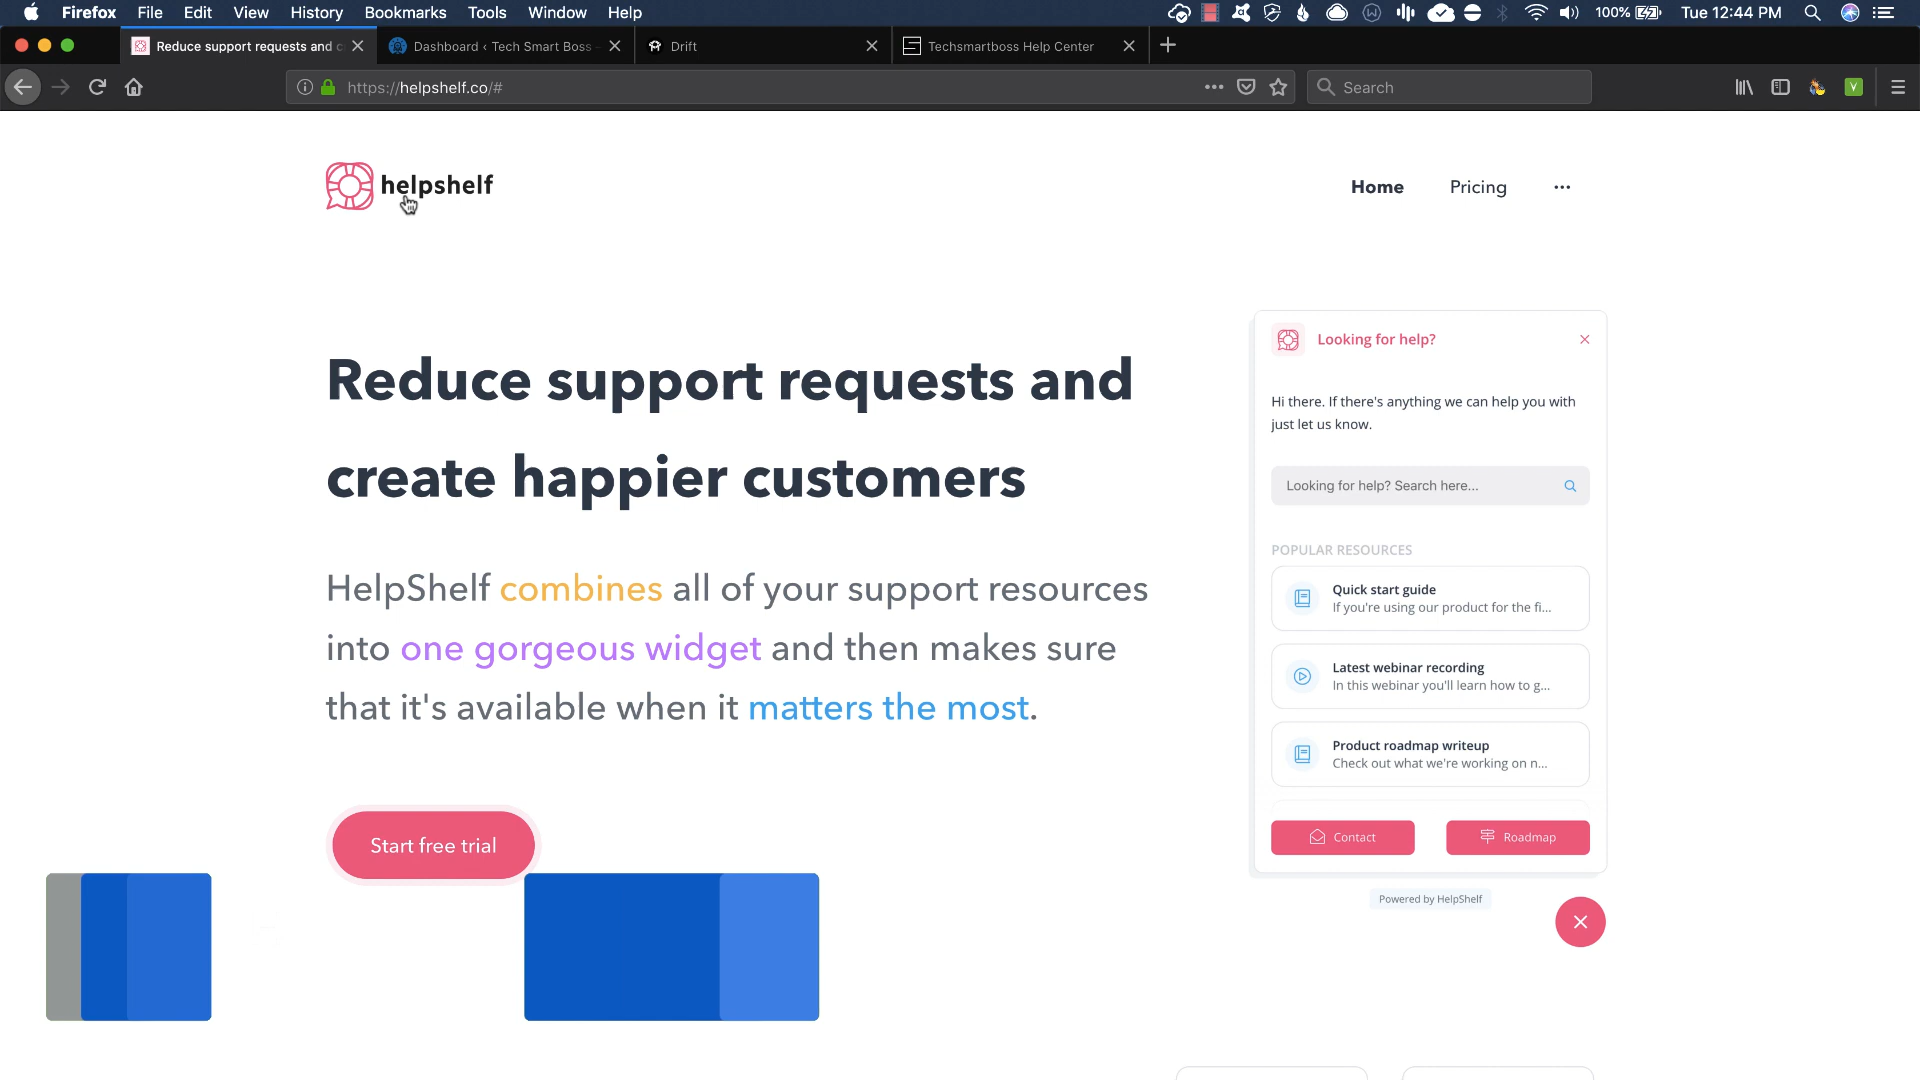 Firefox File Edit View History Bookmarks Tools Window Help 100% Tue 12:44 PM
Reduce support requests and c Dashboard ‹ Tech Smart Boss - Drift Techsmartboss Help Center
https://helpshelf.co/# Search
helpshelf
Home Pricing
Reduce support requests and
create happier customers
HelpShelf combines all of your support resources
into one gorgeous widget and then makes sure
that it's available when it matters the most.
Start free trial
Looking for help?
Hi there. If there's anything we can help you with
just let us know.
Looking for help? Search here...
POPULAR RESOURCES
Quick start guide
If you're using our product for the fi...
Latest webinar recording
In this webinar you'll learn how to g...
Product roadmap writeup
Check out what we're working on n...
Contact Roadmap
Powered by HelpShelf